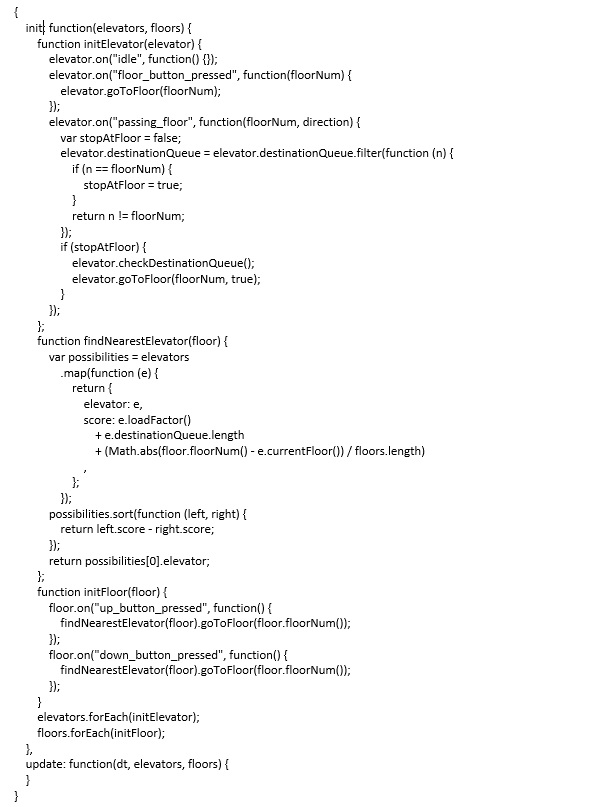 {
init: function(elevators, floors) {
function initElevator(elevator) {
elevator.on("idle", function() {});
elevator.on("floor_button_pressed", function(floorNum) {
elevator.goToFloor(floorNum);
});
elevator.on("passing_floor", function(floorNum, direction) {
var stopAtFloor = false;
elevator.destinationQueue = elevator.destinationQueue.filter(function (n) {
if (n == floorNum) {
stopAtFloor = true;
}
return n != floorNum;
});
if (stopAtFloor) {
elevator.checkDestinationQueue();
elevator.goToFloor(floorNum, true);
}
});
};
function findNearestElevator(floor) {
var possibilities = elevators
.map(function (e) {
return {
elevator: e,
score: e.loadFactor()
+ e.destinationQueue.length
+ (Math.abs(floor.floorNum() - e.currentFloor()) / floors.length)
,
};
});
possibilities.sort(function (left, right) {
return left.score - right.score;
});
return possibilities[0].elevator;
};
function initFloor(floor) {
floor.on("up_button_pressed", function() {
findNearestElevator(floor).goToFloor(floor.floorNum());
});
floor.on("down_button_pressed", function() {
findNearestElevator(floor).goToFloor(floor.floorNum());
});
}
elevators.forEach(initElevator);
floors.forEach(initFloor);
},
update: function(dt, elevators, floors) {
}
}